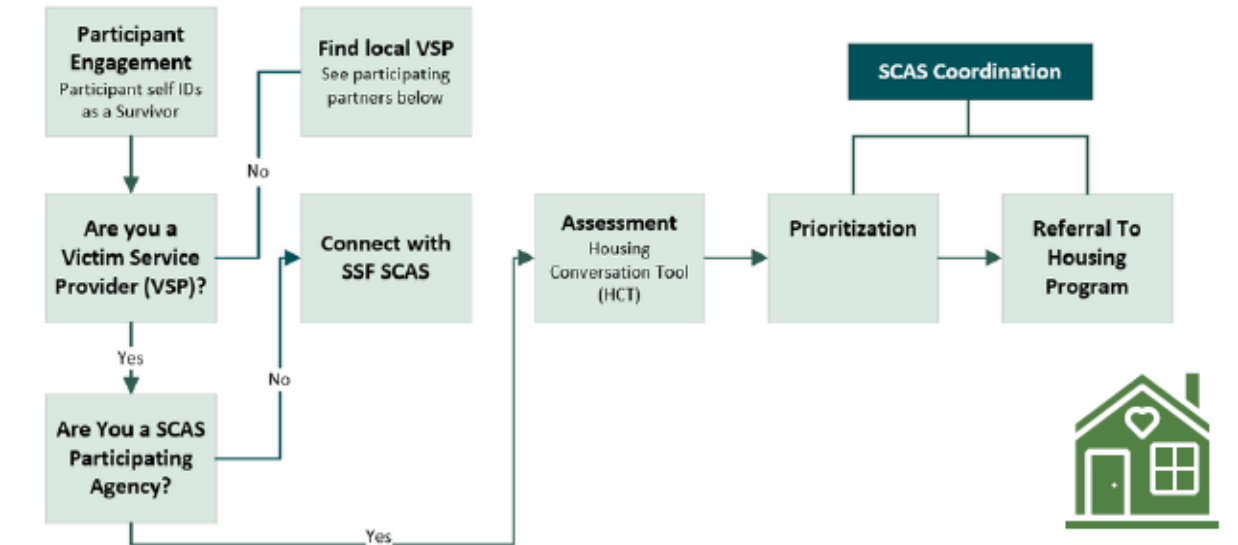 Participant
Engagement
Participant self IDs
as a Survivor
Find local VSP
See participating
partners below
SCAS Coordination
No
Are you a
Victim Service
Provider (VSP)?
Connect with
SSF SCAS
Assessment
Housing
Conversation Tool
(HCT)
Prioritization
Referral To
Housing
Program
Yes
No
Are You a SCAS
Participating
Agency?
Yes